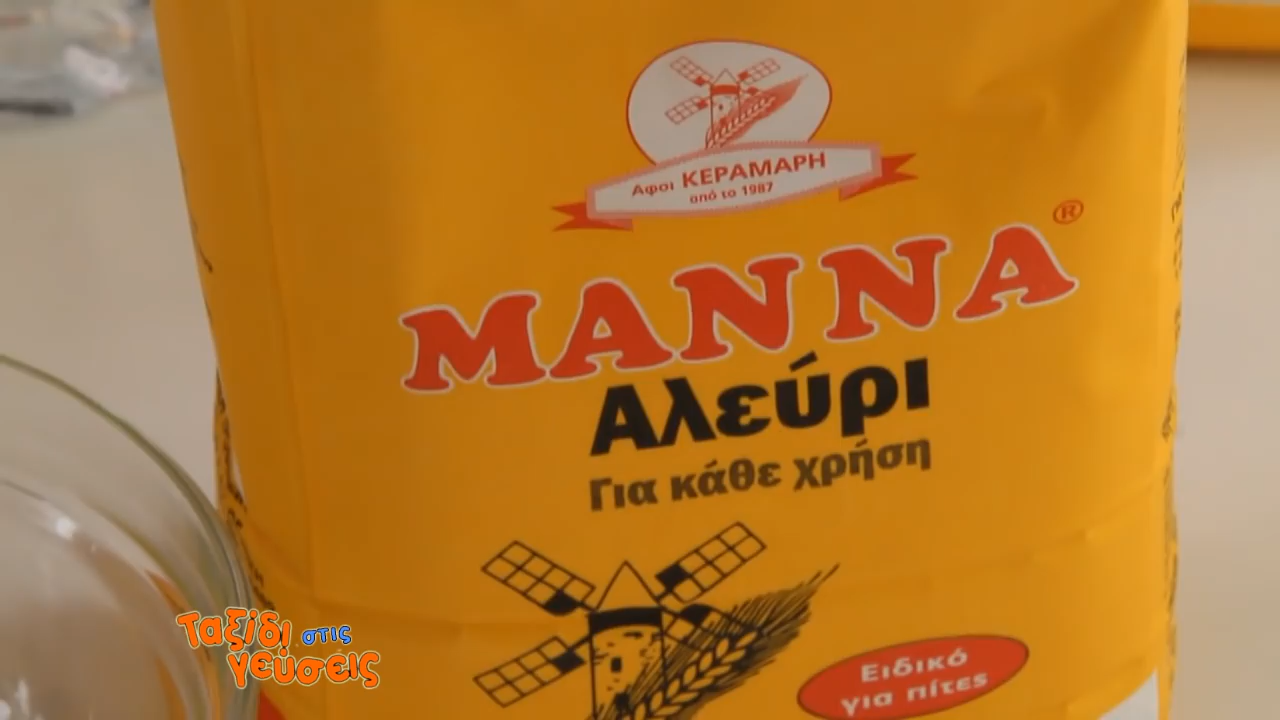 Αφοι ΚΕΡΑΜΑΡΗ
από το 1987
MANNA®
Αλεύρι
Για κάθε χρήση
Ειδικό
για πίτες
Ταξίδι στις
γεύσεις